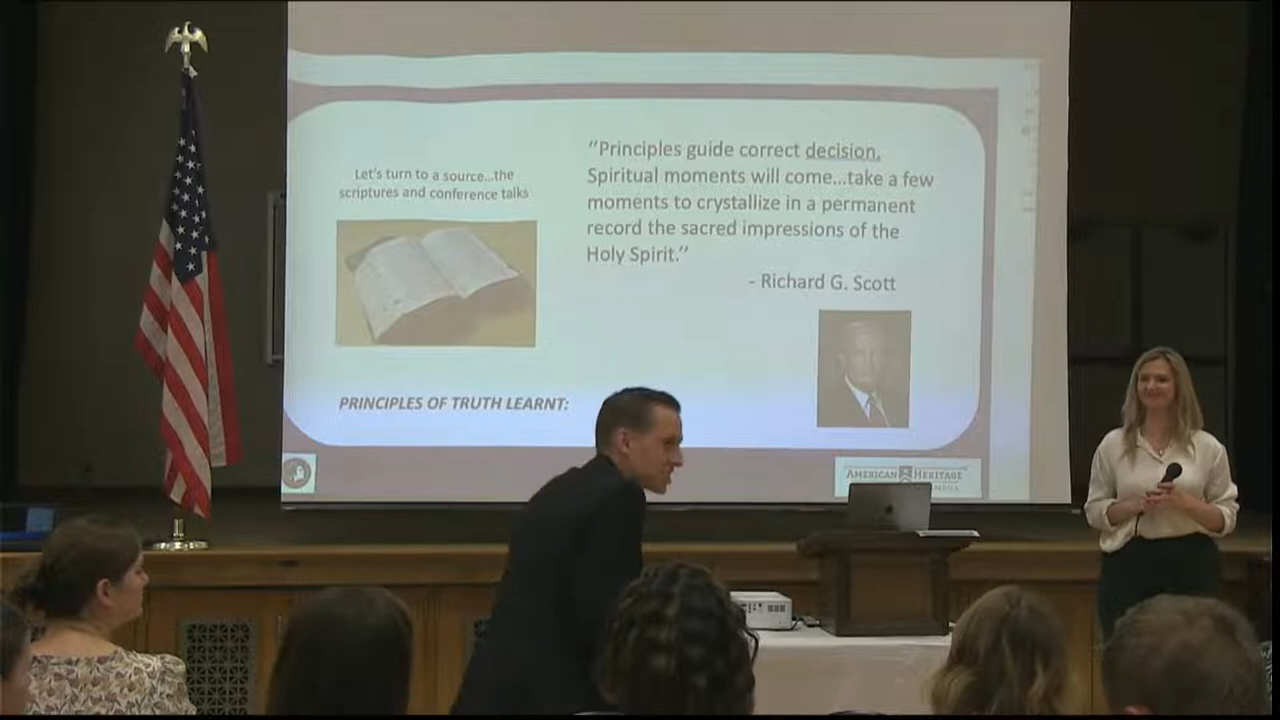 Let's turn to a source...the
scriptures and conference talks
"Principles guide correct decision,
Spiritual moments will come...take a few
moments to crystallize in a permanent
record the sacred impressions of the
Holy Spirit."
- Richard G. Scott
PRINCIPLES OF TRUTH LEARNT:
AMERICAN HERITAGE